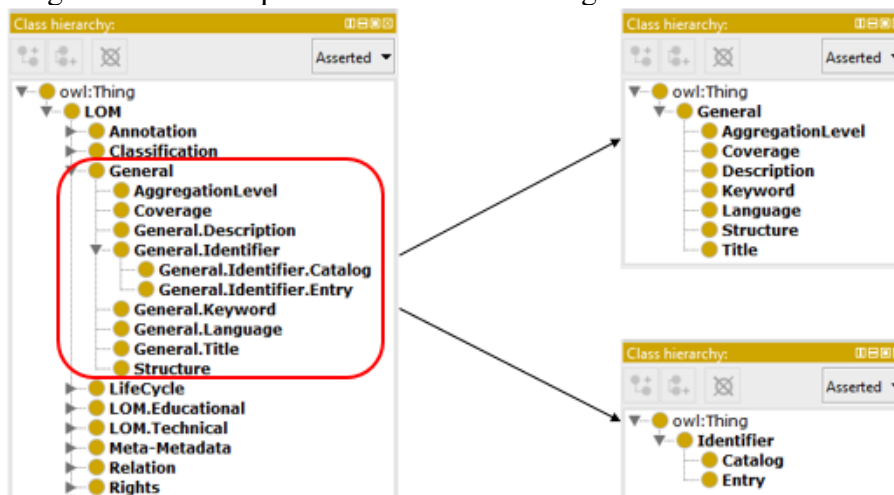 Class hierarchy:
Asserted
owl:Thing
LOM
Annotation
Classification
General
AggregationLevel
Coverage
General.Description
General.Identifier
General.Identifier.Catalog
General.Identifier.Entry
General.Keyword
General.Language
General.Title
Structure
LifeCycle
LOM.Educational
LOM.Technical
Meta-Metadata
Relation
Rights
Class hierarchy:
Asserted
owl:Thing
General
AggregationLevel
Coverage
Description
Keyword
Language
Structure
Title
Class hierarchy:
Asserted
owl:Thing
Identifier
Catalog
Entry